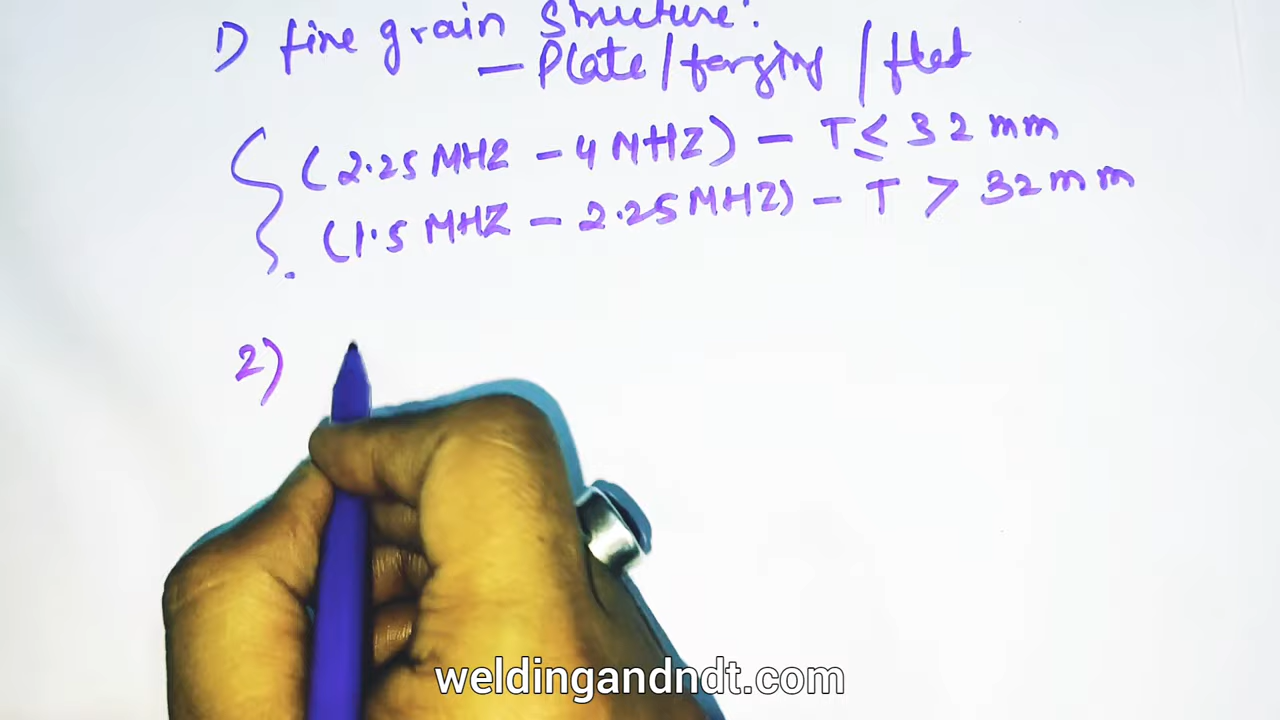 1) fine grain structure:
— Plate / forging / flat
(2.25 MHZ – 4 MHZ) – T ≤ 32 mm
(1.5 MHZ – 2.25 MHZ) – T > 32 mm
2)
weldingandndt.com